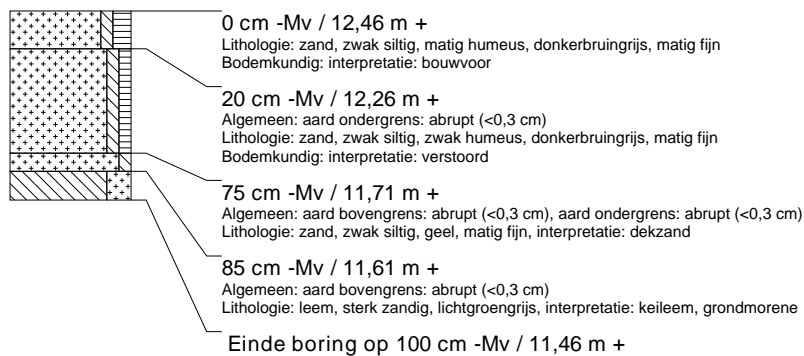 0 cm -Mv / 12,46 m +
Lithologie: zand, zwak siltig, matig humeus, donkerbruingrijs, matig fijn
Bodemkundig: interpretatie: bouwvoor
20 cm -Mv / 12,26 m +
Algemeen: aard ondergrens: abrupt (<0,3 cm)
Lithologie: zand, zwak siltig, zwak humeus, donkerbruingrijs, matig fijn
Bodemkundig: interpretatie: verstoord
75 cm -Mv / 11,71 m +
Algemeen: aard bovengrens: abrupt (<0,3 cm), aard ondergrens: abrupt (<0,3 cm)
Lithologie: zand, zwak siltig, geel, matig fijn, interpretatie: dekzand
85 cm -Mv / 11,61 m +
Algemeen: aard bovengrens: abrupt (<0,3 cm)
Lithologie: leem, sterk zandig, lichtgroengrijs, interpretatie: keileem, grondmorene
Einde boring op 100 cm -Mv / 11,46 m +